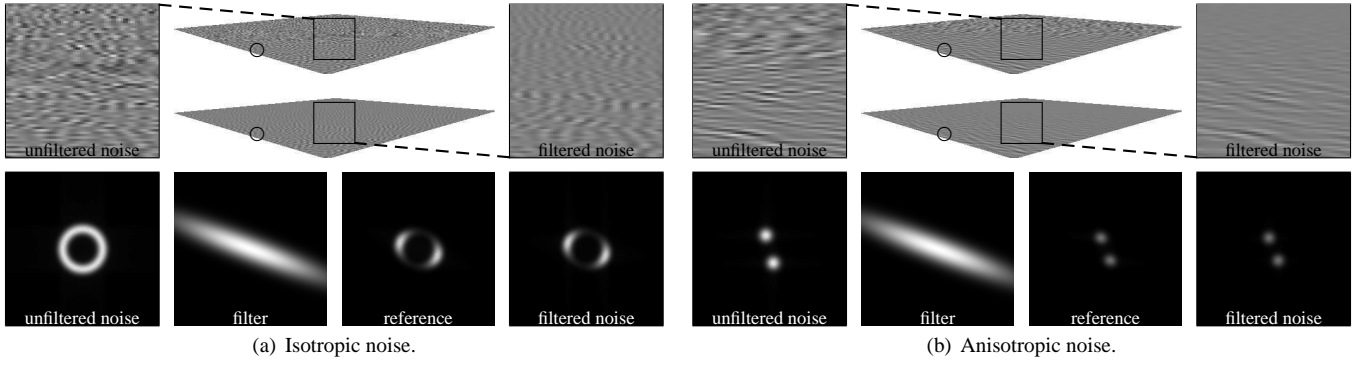 unfiltered noise
filtered noise
unfiltered noise
filtered noise
unfiltered noise
filter
reference
filtered noise
unfiltered noise
filter
reference
filtered noise
(a) Isotropic noise.
(b) Anisotropic noise.